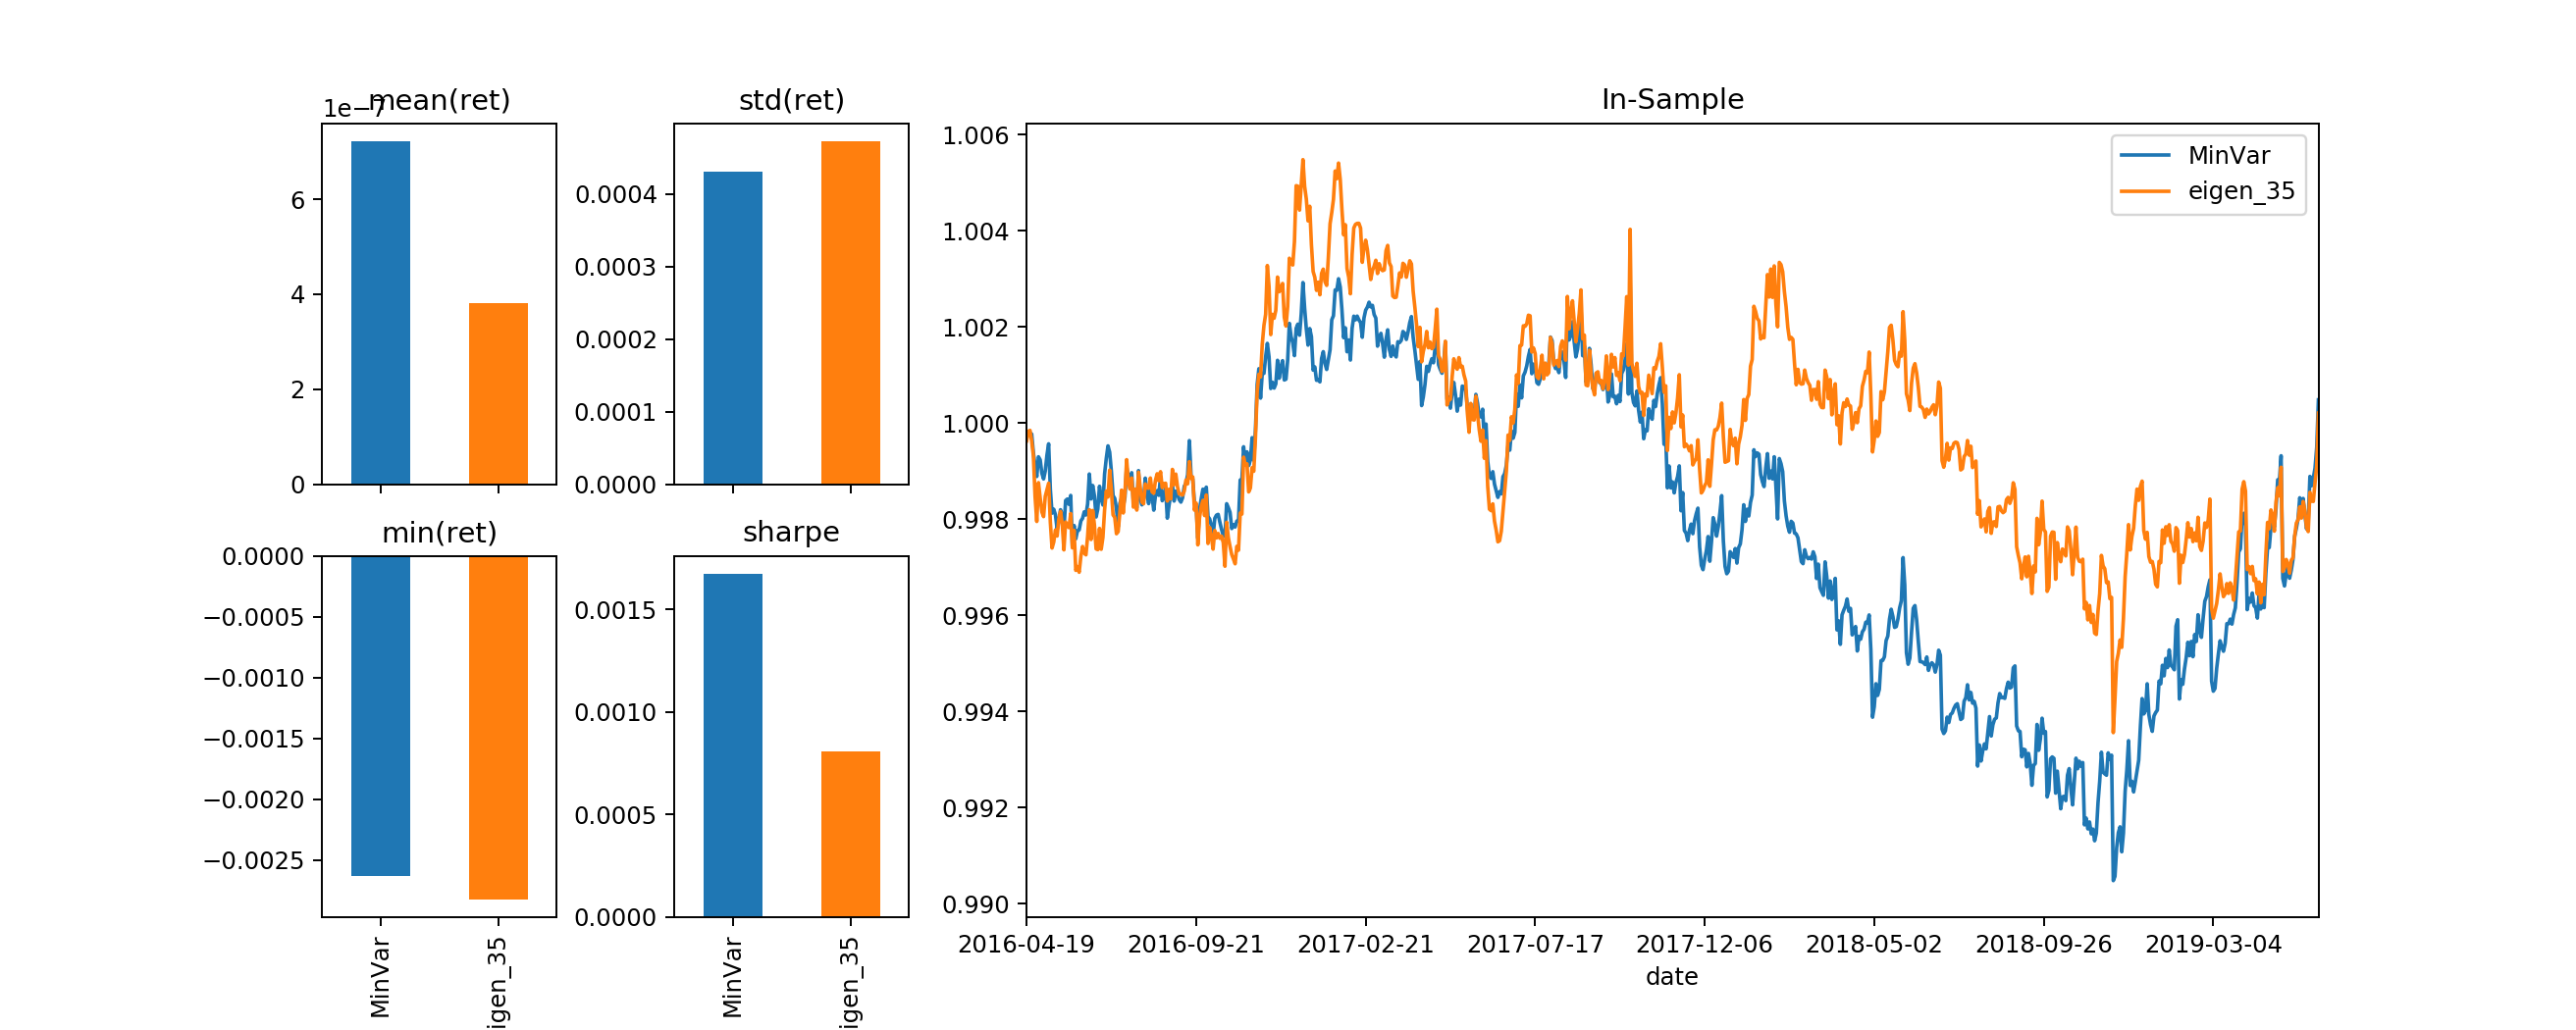 1e−7
mean(ret)
6
4
2
0
std(ret)
0.0004
0.0003
0.0002
0.0001
0.0000
min(ret)
0.0000
−0.0005
−0.0010
−0.0015
−0.0020
−0.0025
MinVar
eigen_35
sharpe
0.0015
0.0010
0.0005
0.0000
MinVar
eigen_35
In-Sample
MinVar
eigen_35
1.006
1.004
1.002
1.000
0.998
0.996
0.994
0.992
0.990
2016-04-19 2016-09-21 2017-02-21 2017-07-17 2017-12-06 2018-05-02 2018-09-26 2019-03-04
date